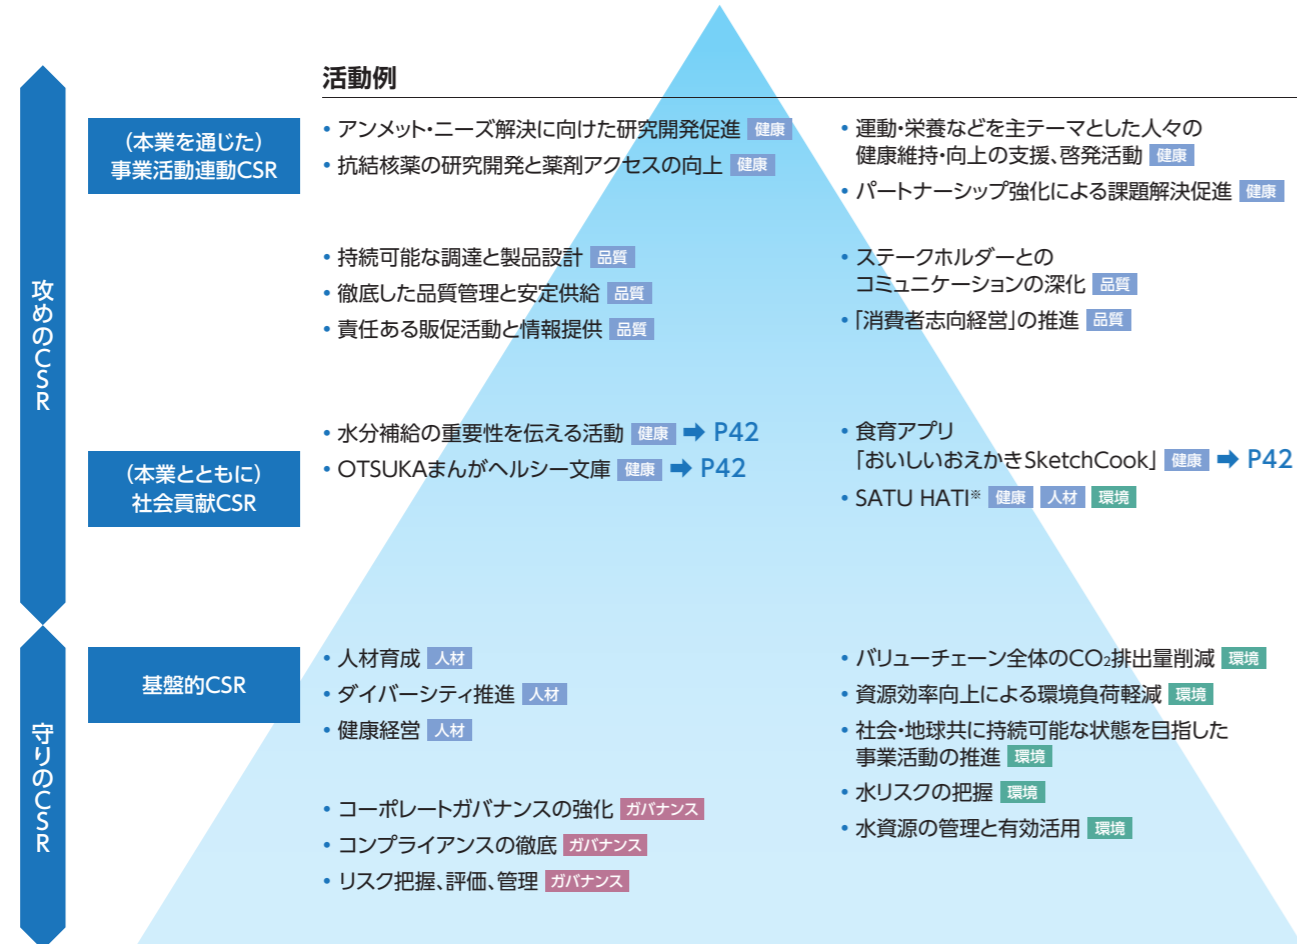 活動例
攻めのCSR
(本業を通じた)
事業活動連動CSR
• アンメット・ニーズ解決に向けた研究開発促進 健康
• 抗結核薬の研究開発と薬剤アクセスの向上 健康
• 運動・栄養などを主テーマとした人々の
健康維持・向上の支援、啓発活動 健康
• パートナーシップ強化による課題解決促進 健康
• 持続可能な調達と製品設計 品質
• 徹底した品質管理と安定供給 品質
• 責任ある販促活動と情報提供 品質
• ステークホルダーとの
コミュニケーションの深化 品質
• 「消費者志向経営」の推進 品質
(本業とともに)
社会貢献CSR
• 水分補給の重要性を伝える活動 健康 ➡ P42
• OTSUKAまんがヘルシー文庫 健康 ➡ P42
• 食育アプリ
「おいしいおえかきSketchCook」 健康 ➡ P42
• SATU HATI※ 健康 人材 環境
守りのCSR
基盤的CSR
• 人材育成 人材
• ダイバーシティ推進 人材
• 健康経営 人材
• コーポレートガバナンスの強化 ガバナンス
• コンプライアンスの徹底 ガバナンス
• リスク把握、評価、管理 ガバナンス
• バリューチェーン全体のCO₂排出量削減 環境
• 資源効率向上による環境負荷軽減 環境
• 社会・地球共に持続可能な状態を目指した
事業活動の推進 環境
• 水リスクの把握 環境
• 水資源の管理と有効活用 環境